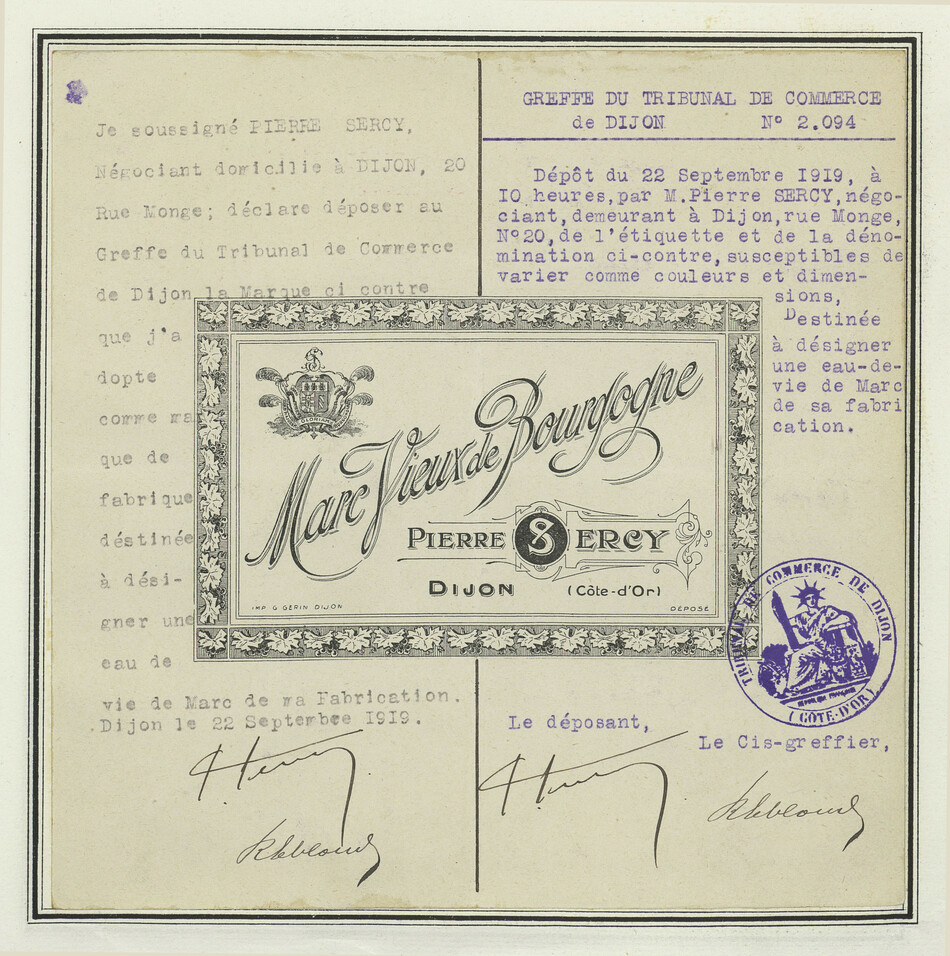 Je soussigné PIERRE SERCY,
Négociant domicilie à DIJON, 20
Rue Monge; déclare déposer au
Greffe du Tribunal de Commerce
de Dijon la Marque ci contre
que j'a
dopte
comme ma
que de
fabrique
déstinée
à dési-
gner une
eau de
vie de Marc de ma Fabrication.
Dijon le 22 Septembre 1919.
GREFFE DU TRIBUNAL DE COMMERCE
de DIJON N° 2.094
Dépôt du 22 Septembre 1919, à
10 heures, par M.Pierre SERCY, négo-
ciant, demeurant à Dijon, rue Monge,
N°20, de l'étiquette et de la déno-
mination ci-contre, susceptibles de
varier comme couleurs et dimen-
sions,
Destinée
à désigner
une eau-de-
vie de Marc
de sa fabri
cation.
Marc Vieux de Bourgogne
PIERRE SERCY
DIJON (Côte-d'Or)
IMP G GÉRIN DIJON DÉPOSÉ
TRIBUNAL DE COMMERCE DE DIJON
RÉPUBLIQUE FRANÇAISE
(CÔTE-D'OR)
Le déposant,
Le Cis-greffier,